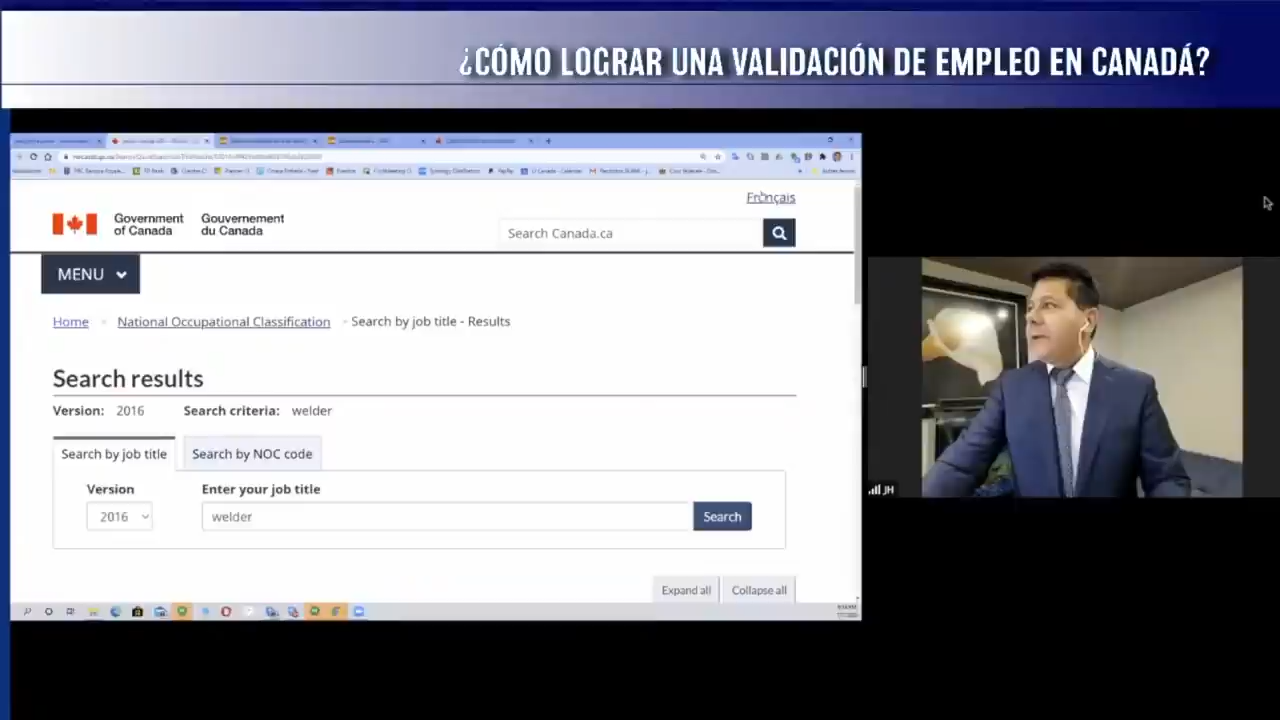 ¿CÓMO LOGRAR UNA VALIDACIÓN DE EMPLEO EN CANADÁ?
Français
Government of Canada
Gouvernement du Canada
Search Canada.ca
MENU
Home
National Occupational Classification
Search by job title - Results
Search results
Version: 2016
Search criteria: welder
Search by job title
Search by NOC code
Version
Enter your job title
2016
welder
Search
Expand all
Collapse all
JH